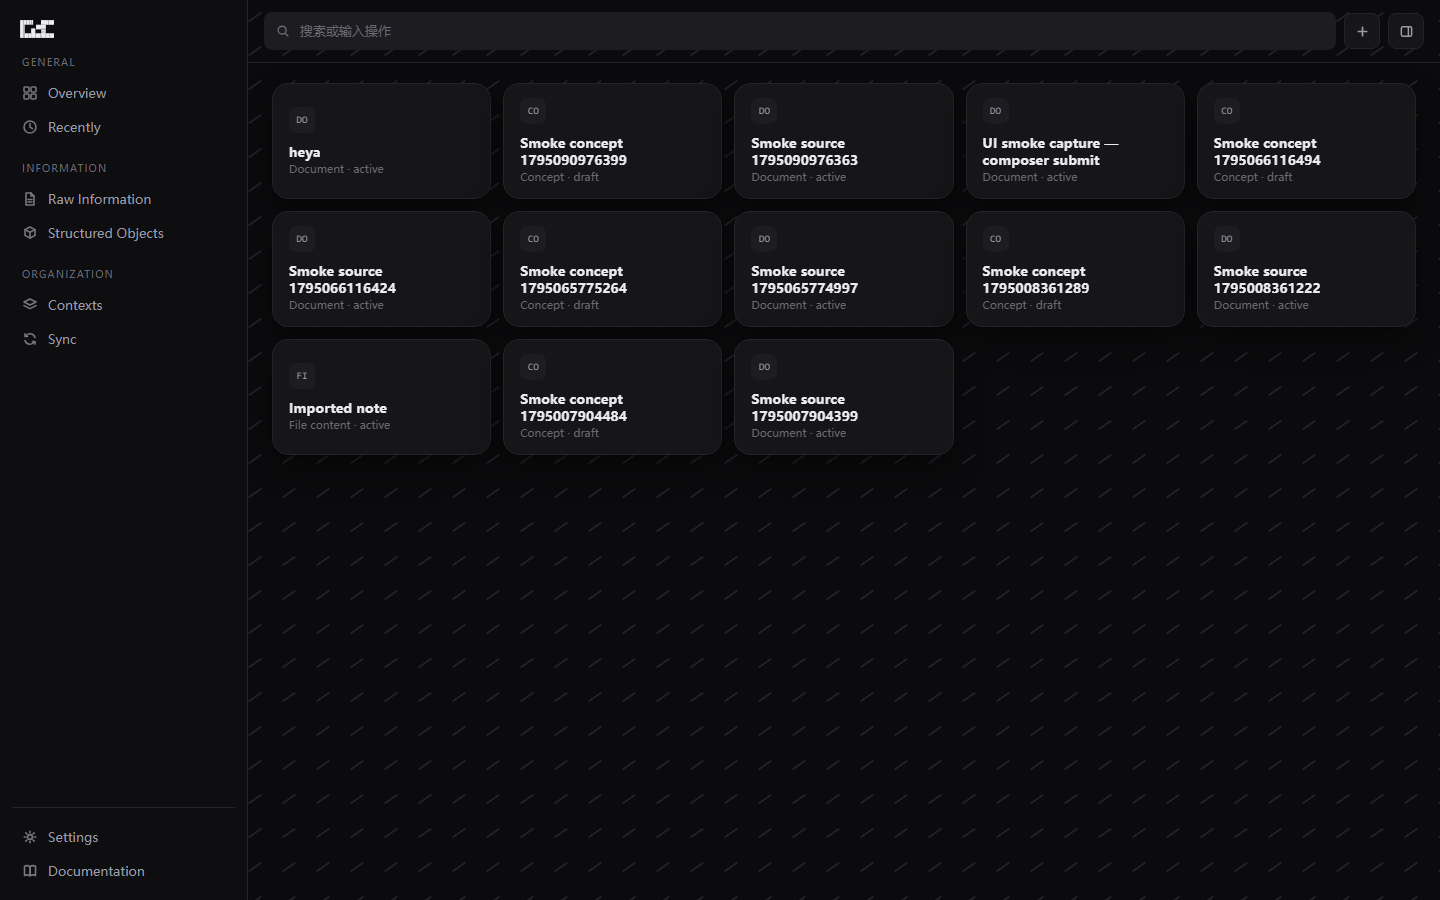 GENERAL
Overview
Recently
INFORMATION
Raw Information
Structured Objects
ORGANIZATION
Contexts
Sync
Settings
Documentation
搜索或输入操作
DO
heya
Document · active
CO
Smoke concept
1795090976399
Concept · draft
DO
Smoke source
1795090976363
Document · active
DO
UI smoke capture —
composer submit
Document · active
CO
Smoke concept
1795066116494
Concept · draft
DO
Smoke source
1795066116424
Document · active
CO
Smoke concept
1795065775264
Concept · draft
DO
Smoke source
1795065774997
Document · active
CO
Smoke concept
1795008361289
Concept · draft
DO
Smoke source
1795008361222
Document · active
FI
Imported note
File content · active
CO
Smoke concept
1795007904484
Concept · draft
DO
Smoke source
1795007904399
Document · active